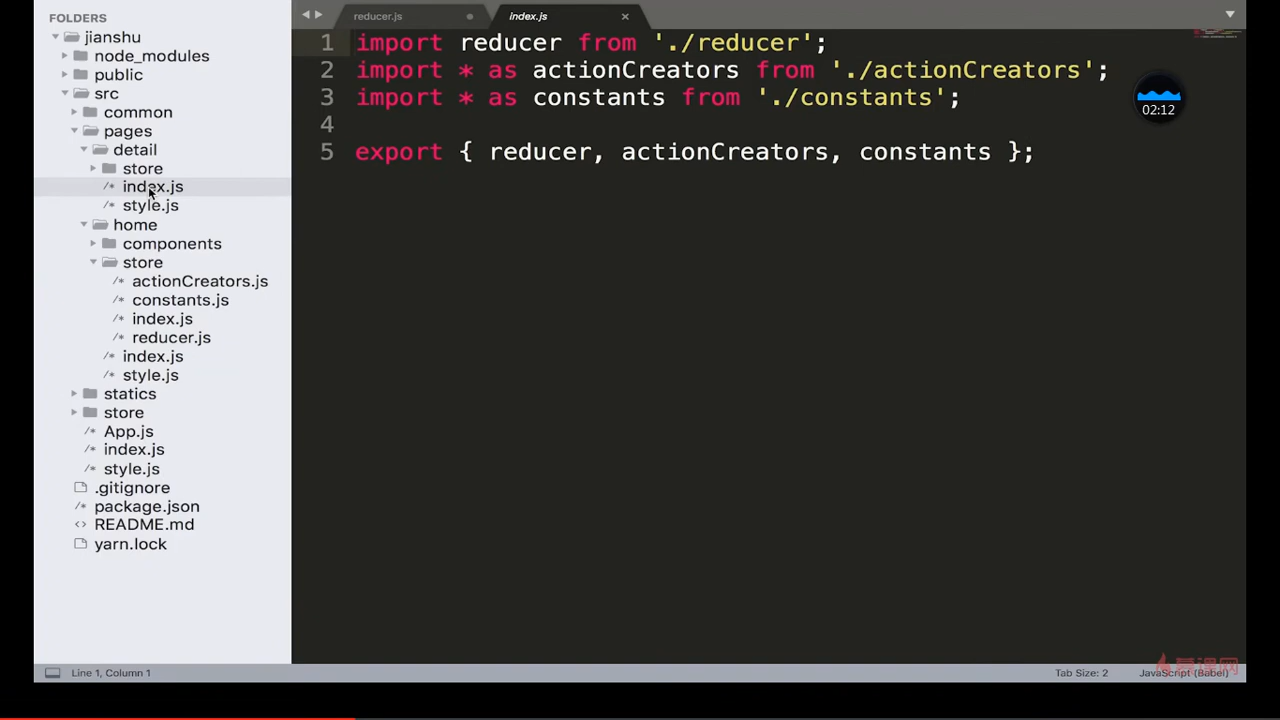 FOLDERS
jianshu
node_modules
public
src
common
pages
detail
store
index.js
style.js
home
components
store
actionCreators.js
constants.js
index.js
reducer.js
index.js
style.js
statics
store
App.js
index.js
style.js
.gitignore
package.json
README.md
yarn.lock
reducer.js
index.js
1 import reducer from './reducer';
2 import * as actionCreators from './actionCreators';
3 import * as constants from './constants';
4
5 export { reducer, actionCreators, constants };
02:12
Line 1, Column 1
Tab Size: 2
JavaScript (Babel)
慕课网